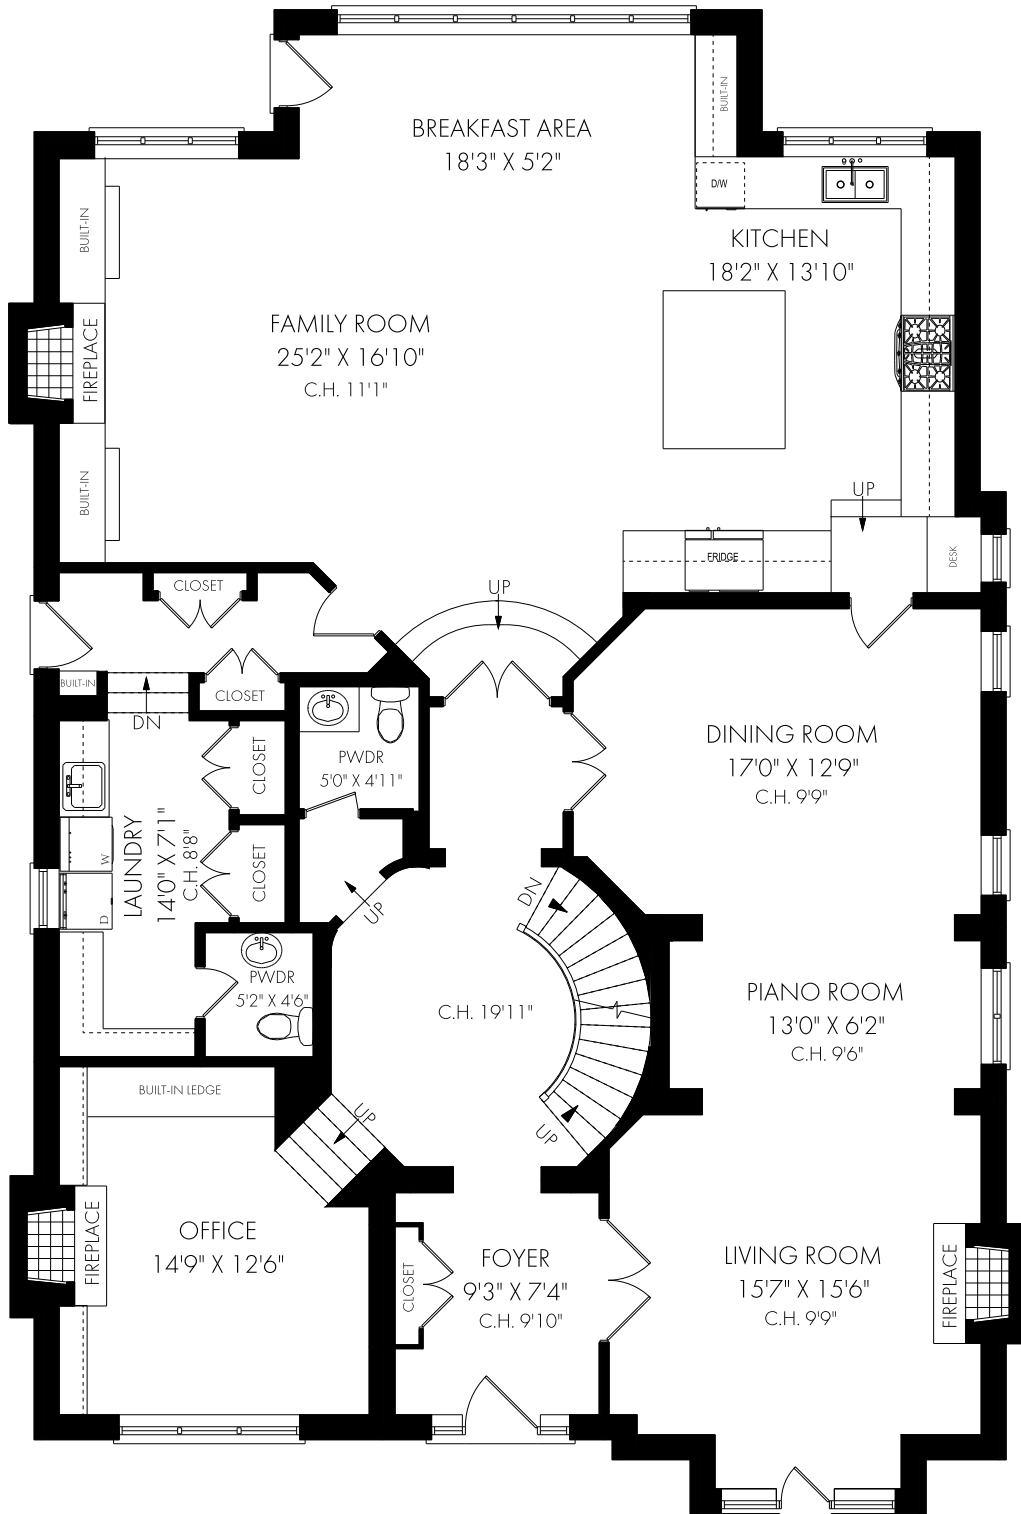 BREAKFAST AREA
18'3" X 5'2"
BUILT-IN
D/W
KITCHEN
18'2" X 13'10"
BUILT-IN
FAMILY ROOM
25'2" X 16'10"
C.H. 11'1"
FIREPLACE
BUILT-IN
UP
FRIDGE
DESK
CLOSET
UP
BUILT-IN
CLOSET
DN
PWDR
5'0" X 4'11"
CLOSET
DINING ROOM
17'0" X 12'9"
C.H. 9'9"
LAUNDRY
14'0" X 7'1"
C.H. 8'8"
W
D
CLOSET
UP
DN
PWDR
5'2" X 4'6"
C.H. 19'11"
PIANO ROOM
13'0" X 6'2"
C.H. 9'6"
BUILT-IN LEDGE
UP
UP
OFFICE
14'9" X 12'6"
FIREPLACE
CLOSET
FOYER
9'3" X 7'4"
C.H. 9'10"
LIVING ROOM
15'7" X 15'6"
C.H. 9'9"
FIREPLACE